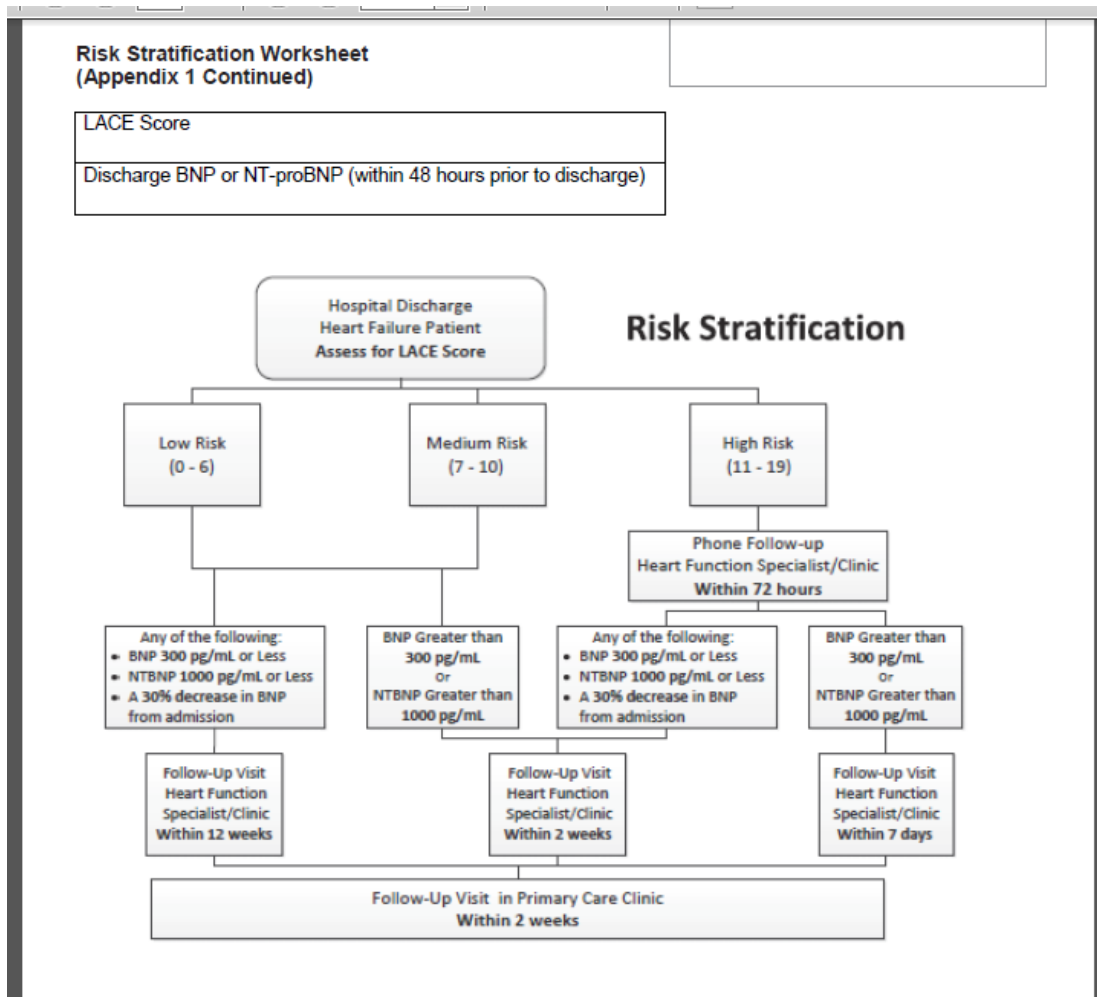 Risk Stratification Worksheet
(Appendix 1 Continued)
LACE Score
Discharge BNP or NT-proBNP (within 48 hours prior to discharge)
Hospital Discharge
Heart Failure Patient
Assess for LACE Score
Risk Stratification
Low Risk
(0 - 6)
Medium Risk
(7 - 10)
High Risk
(11 - 19)
Phone Follow-up
Heart Function Specialist/Clinic
Within 72 hours
Any of the following:
• BNP 300 pg/mL or Less
• NTBNP 1000 pg/mL or Less
• A 30% decrease in BNP
from admission
BNP Greater than
300 pg/mL
Or
NTBNP Greater than
1000 pg/mL
Any of the following:
• BNP 300 pg/mL or Less
• NTBNP 1000 pg/mL or Less
• A 30% decrease in BNP
from admission
BNP Greater than
300 pg/mL
Or
NTBNP Greater than
1000 pg/mL
Follow-Up Visit
Heart Function
Specialist/Clinic
Within 12 weeks
Follow-Up Visit
Heart Function
Specialist/Clinic
Within 2 weeks
Follow-Up Visit
Heart Function
Specialist/Clinic
Within 7 days
Follow-Up Visit in Primary Care Clinic
Within 2 weeks